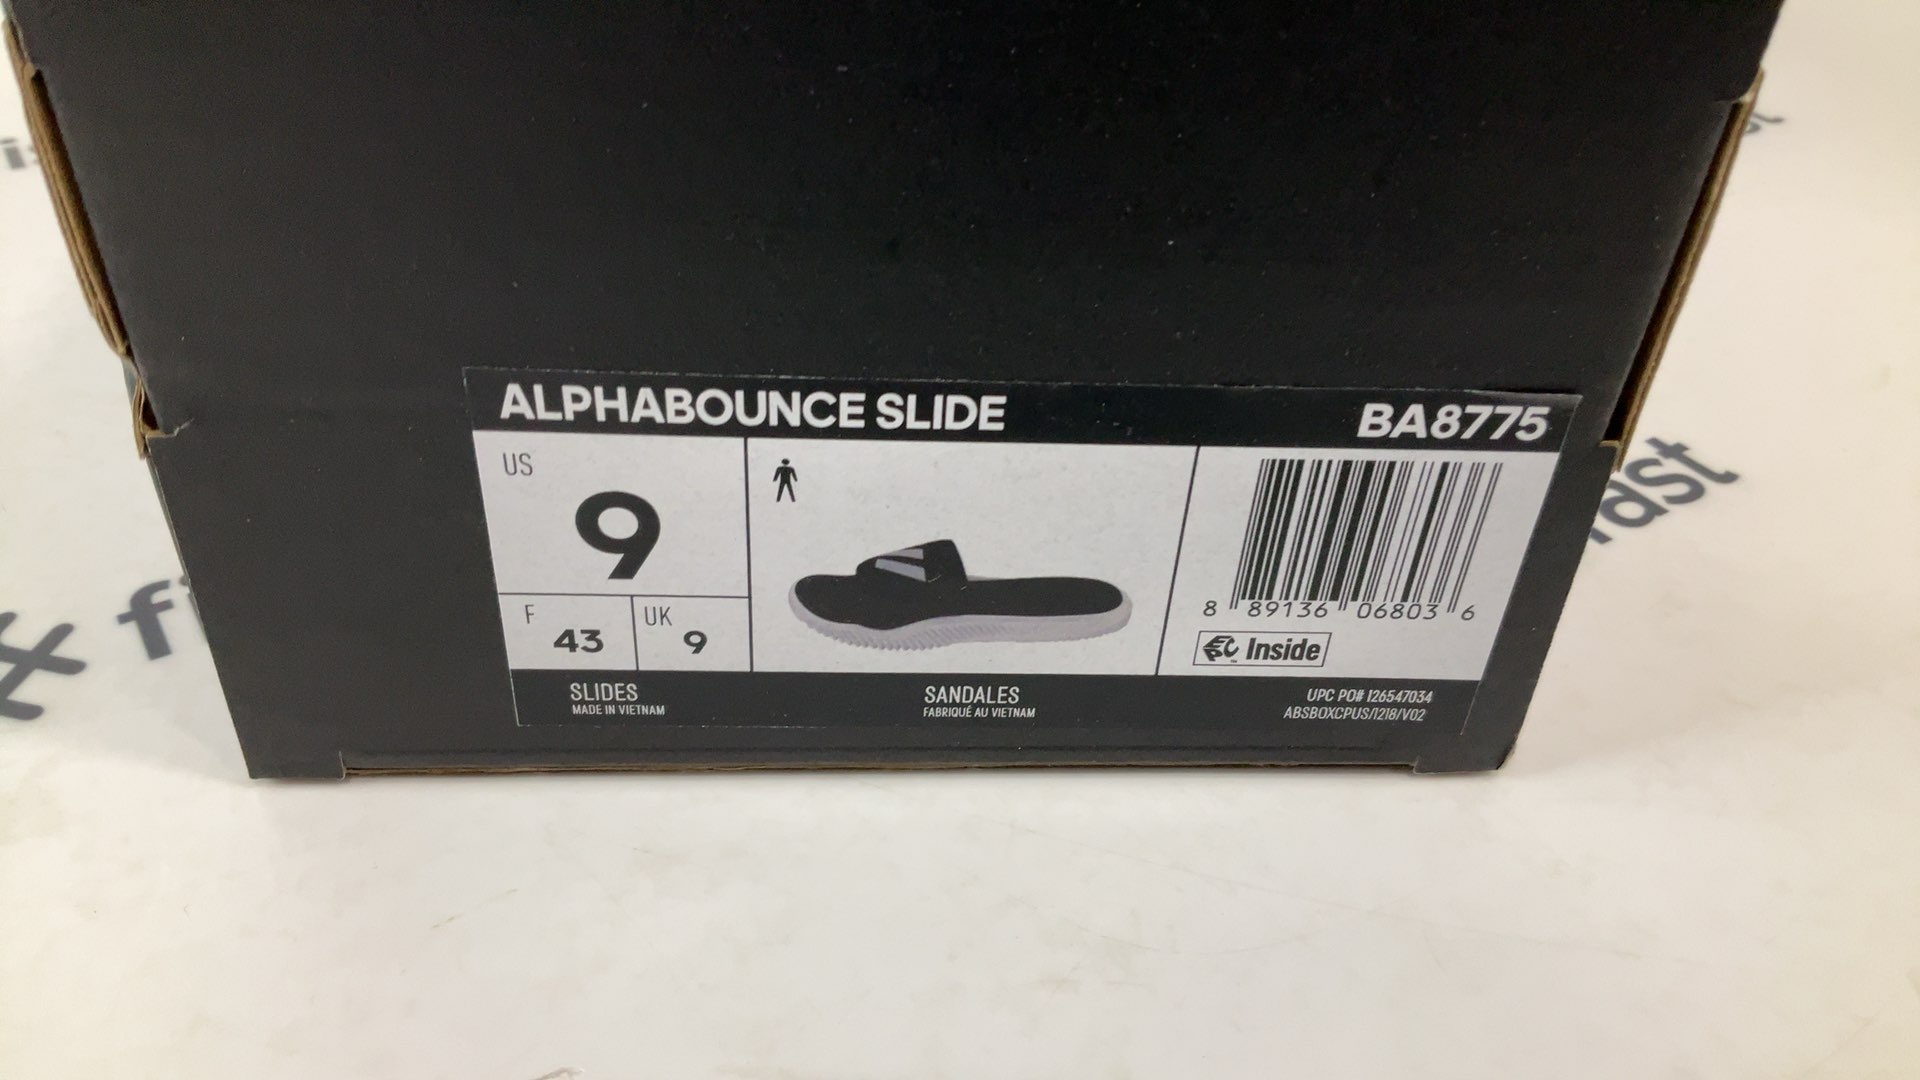 ALPHABOUNCE SLIDE BA8775
US
9
F 43
UK 9
8 89136 06803 6
EPC Inside
SLIDES
MADE IN VIETNAM
SANDALES
FABRIQUÉ AU VIETNAM
UPC PO# 126547034
ABSBOXCPUS/1218/V02